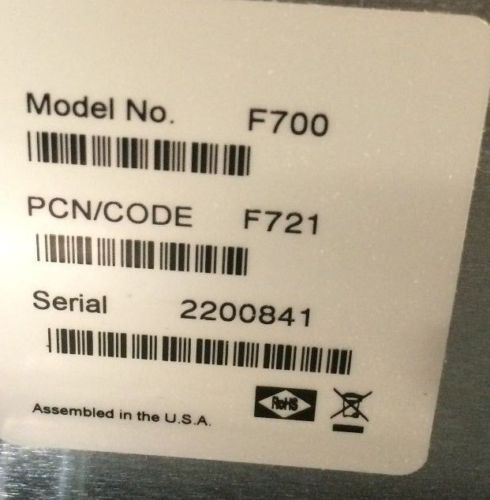 Model No. F700
PCN/CODE F721
Serial 2200841
RoHS
Assembled in the U.S.A.